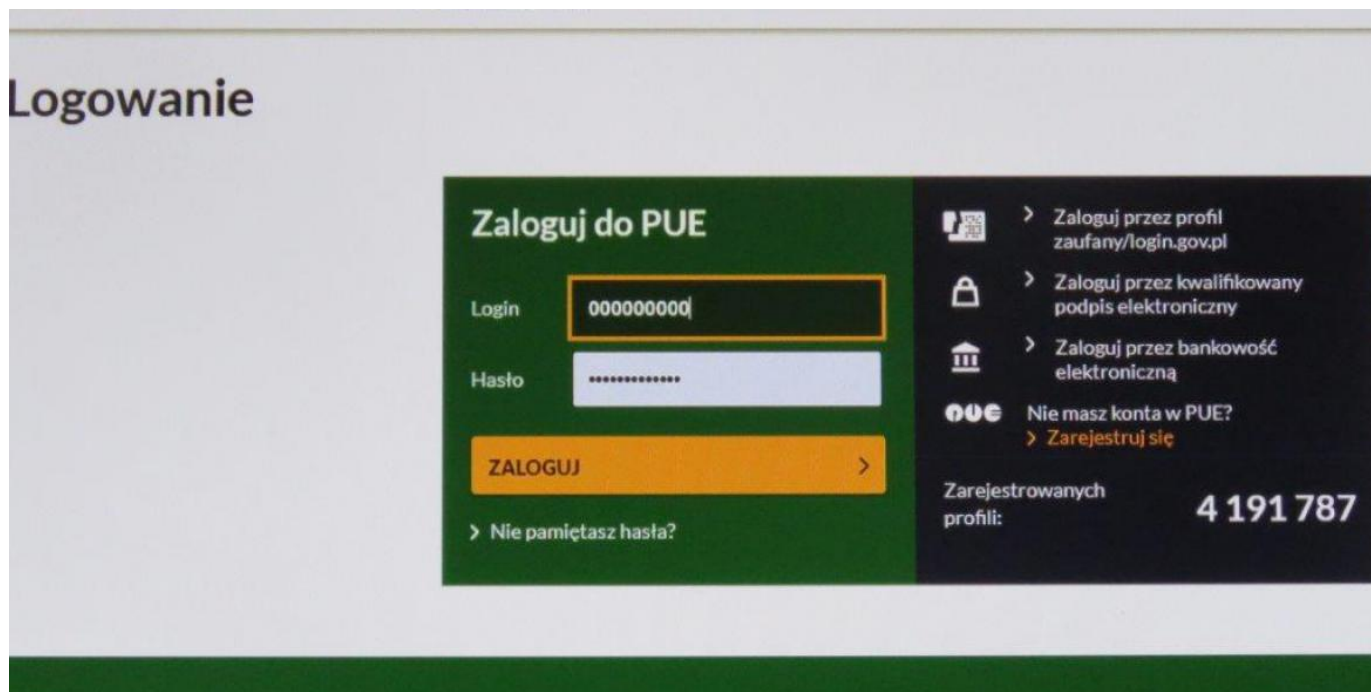 Logowanie
Zaloguj do PUE
Login
000000000
Hasło
•••••••••••••
ZALOGUJ
Nie pamiętasz hasła?
Zaloguj przez profil
zaufany/login.gov.pl
Zaloguj przez kwalifikowany
podpis elektroniczny
Zaloguj przez bankowość
elektroniczną
PUE Nie masz konta w PUE?
Zarejestruj się
Zarejestrowanych
profili:
4 191 787